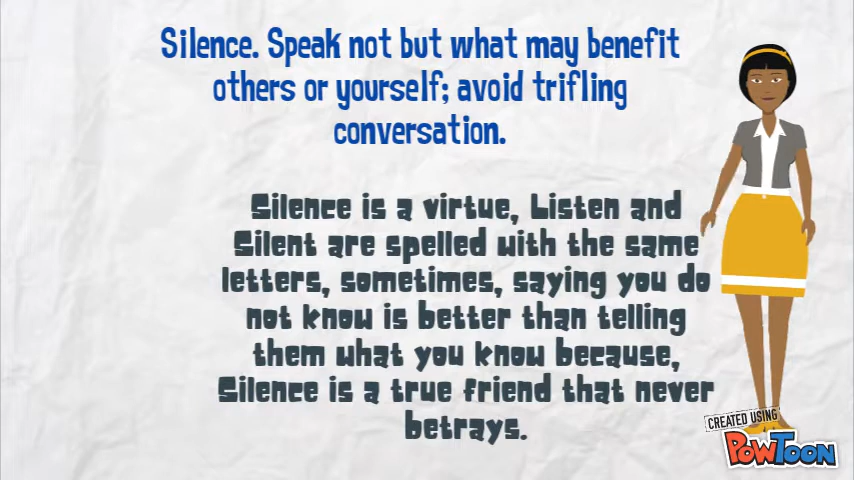 Silence. Speak not but what may benefit
others or yourself; avoid trifling
conversation.
Silence is a virtue, Listen and
Silent are spelled with the same
letters, sometimes, saying you do
not know is better than telling
them what you know because,
Silence is a true friend that never
betrays.
CREATED USING
POWTOON